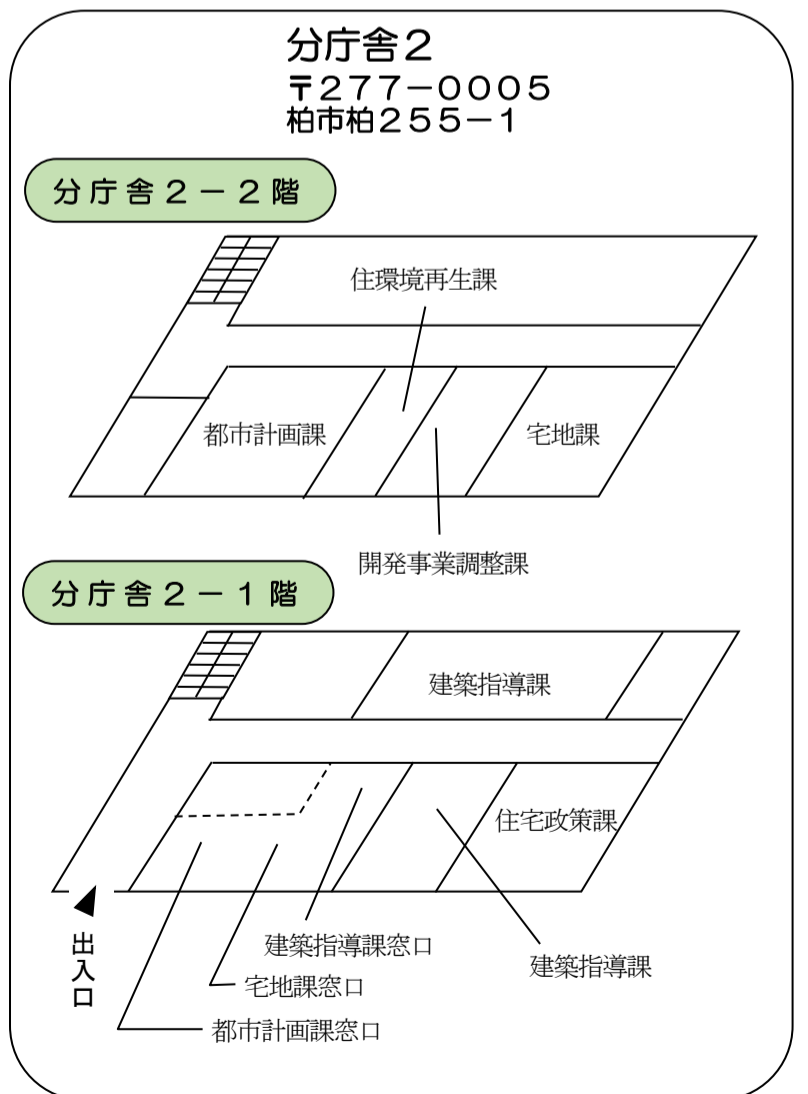 分庁舎2
〒277－0005
柏市柏255－1
分庁舎2－2階
住環境再生課
都市計画課
宅地課
開発事業調整課
分庁舎2－1階
建築指導課
住宅政策課
建築指導課窓口
建築指導課
宅地課窓口
都市計画課窓口
出入口